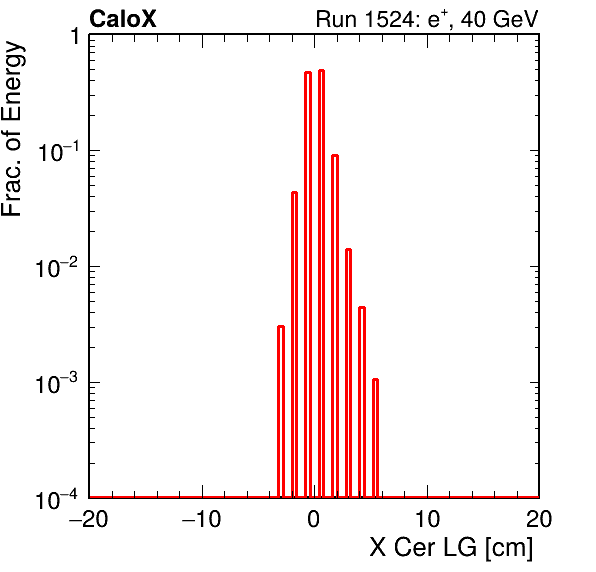 CaloX Run 1524: e⁺, 40 GeV
Frac. of Energy
1
10⁻¹
10⁻²
10⁻³
10⁻⁴
−20 −10 0 10 20
X Cer LG [cm]